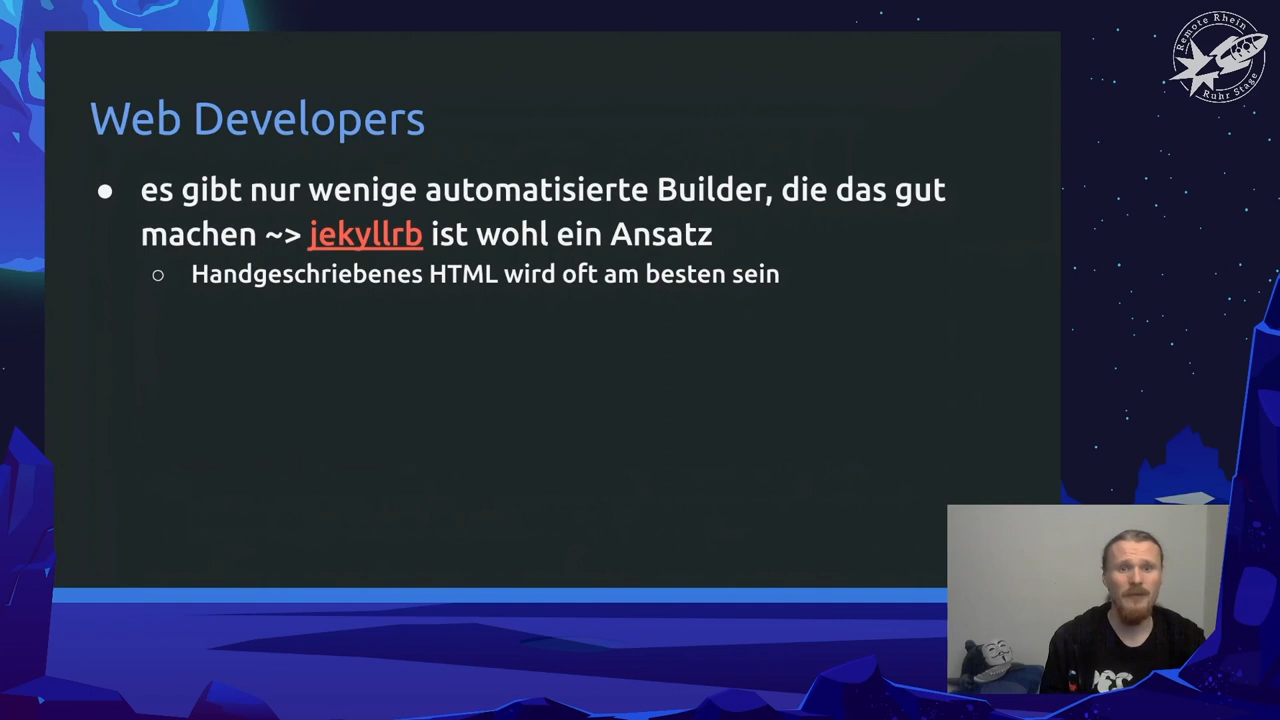 Remote Rhein
Ruhr Stage
Web Developers
● es gibt nur wenige automatisierte Builder, die das gut
machen ~> jekyllrb ist wohl ein Ansatz
○ Handgeschriebenes HTML wird oft am besten sein